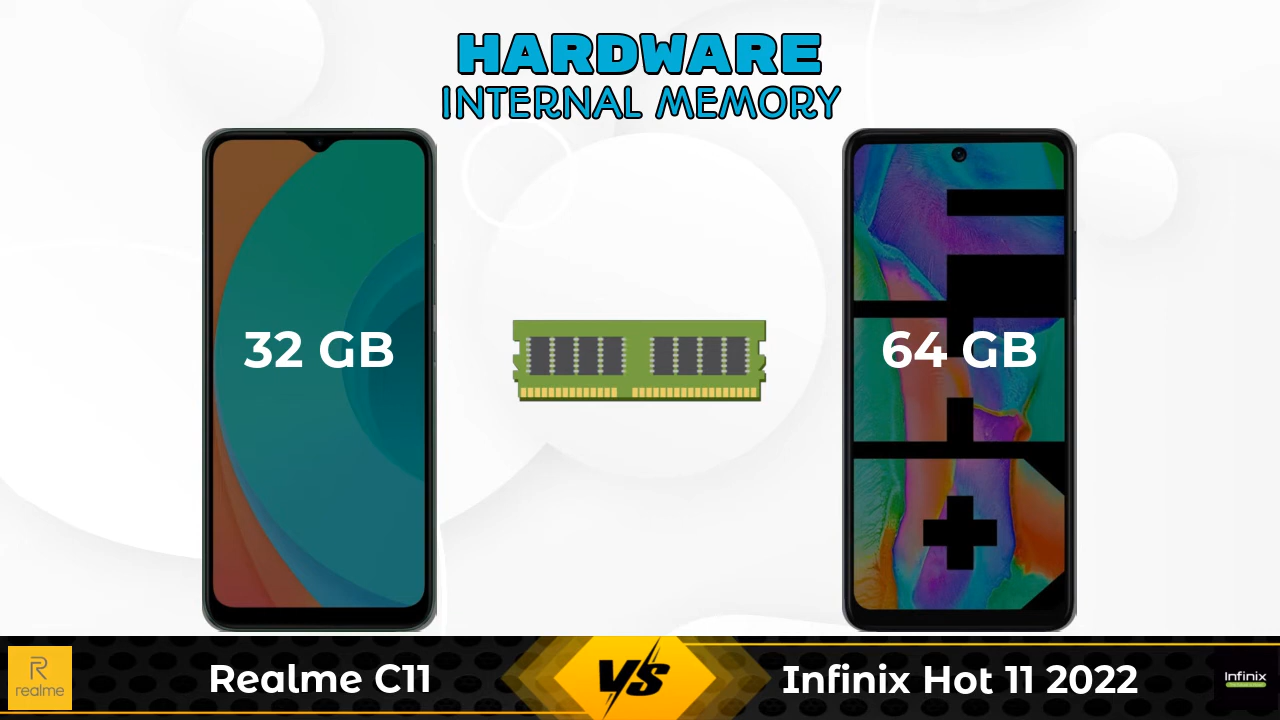 HARDWARE
INTERNAL MEMORY
32 GB
64 GB
realme
Realme C11
VS
Infinix Hot 11 2022
Infinix